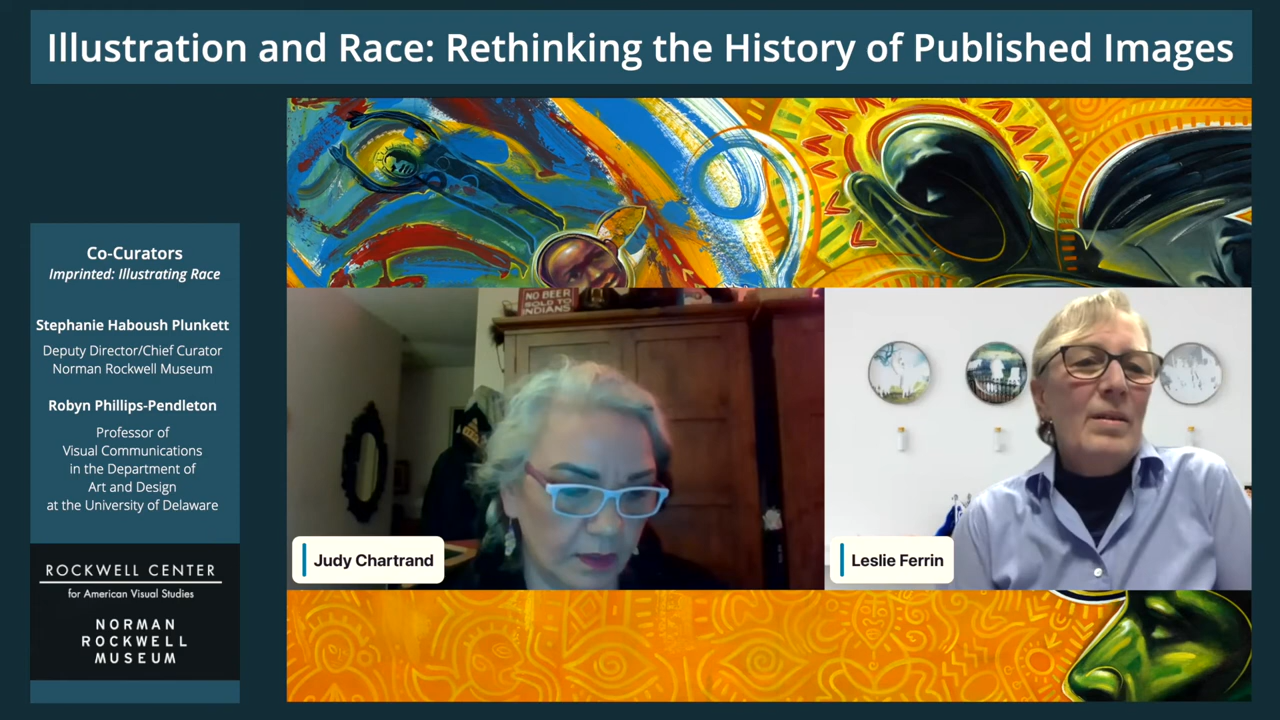 Illustration and Race: Rethinking the History of Published Images
Co-Curators
Imprinted: Illustrating Race
Stephanie Haboush Plunkett
Deputy Director/Chief Curator
Norman Rockwell Museum
Robyn Phillips-Pendleton
Professor of
Visual Communications
in the Department of
Art and Design
at the University of Delaware
ROCKWELL CENTER
for American Visual Studies
NORMAN
ROCKWELL
MUSEUM
NO BEER
SOLD TO
INDIANS
Judy Chartrand
Leslie Ferrin